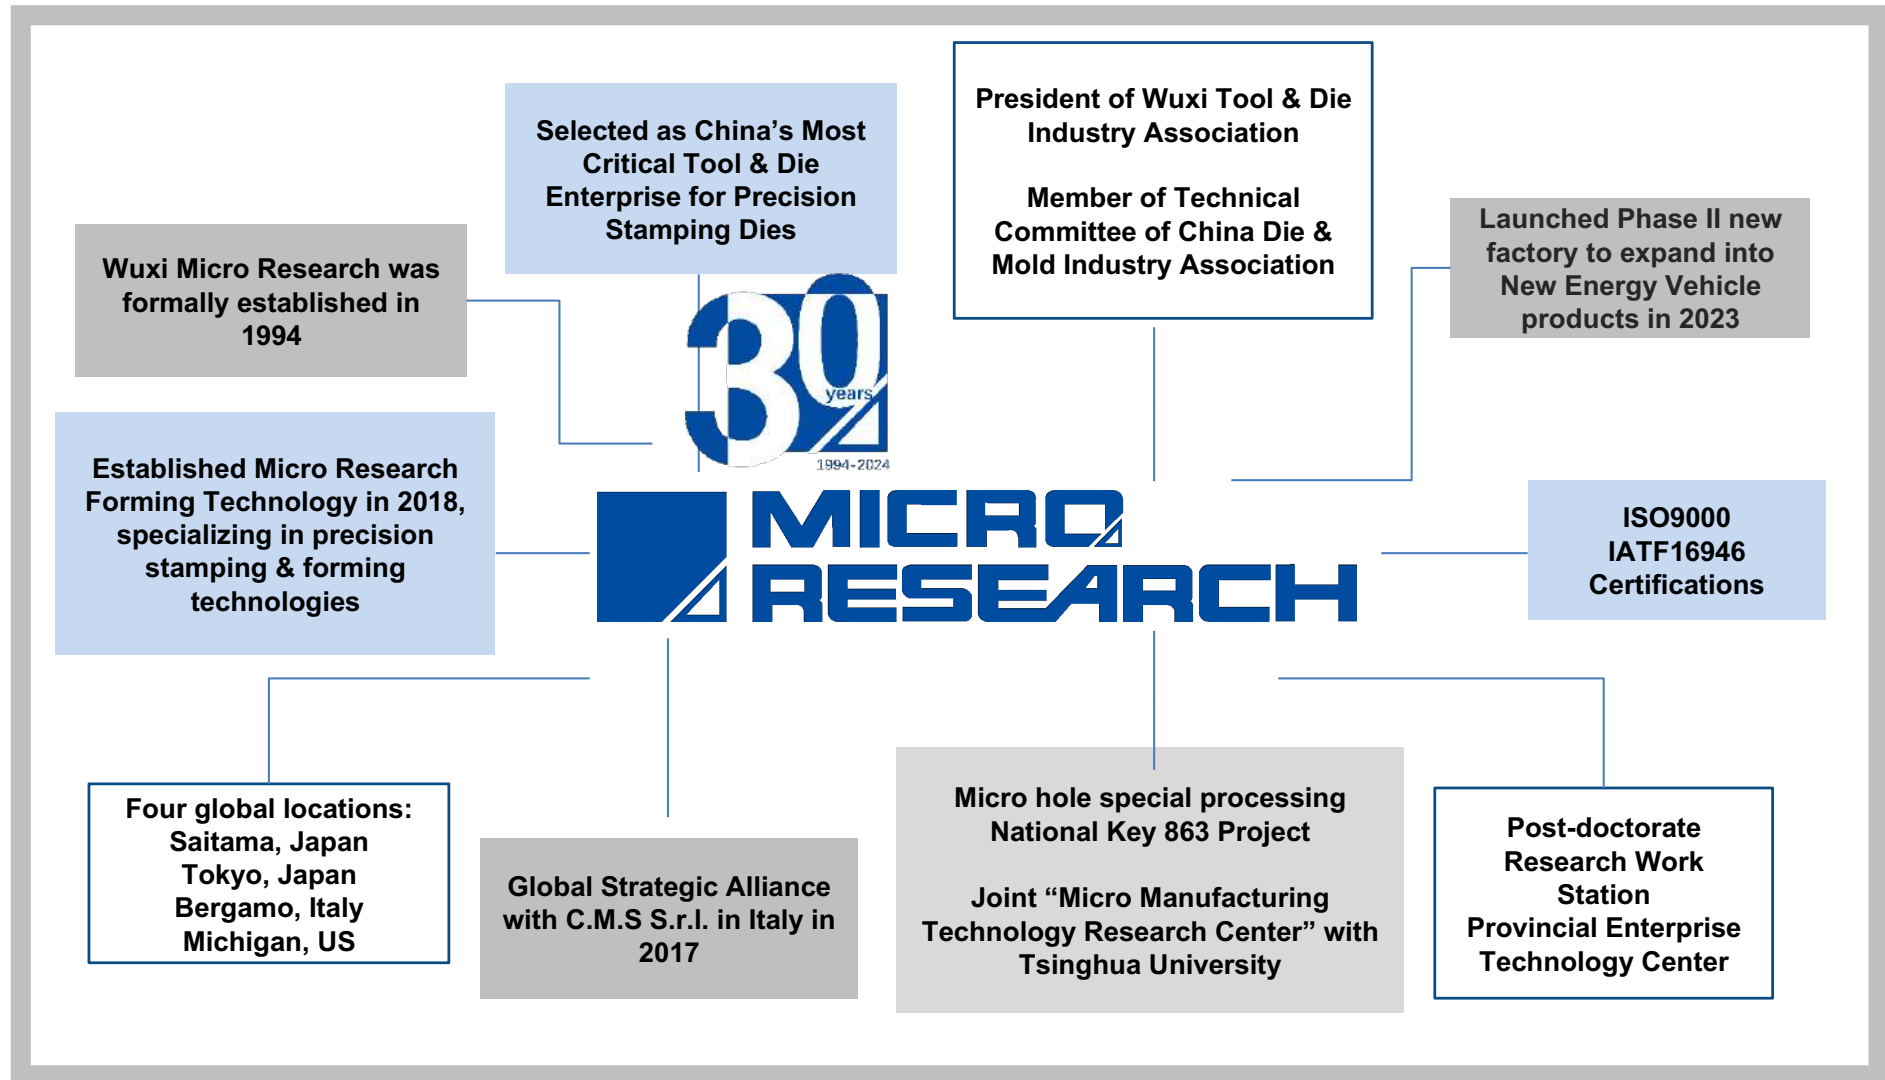 Selected as China’s Most
Critical Tool & Die
Enterprise for Precision
Stamping Dies
President of Wuxi Tool & Die
Industry Association
Member of Technical
Committee of China Die &
Mold Industry Association
Launched Phase II new
factory to expand into
New Energy Vehicle
products in 2023
Wuxi Micro Research was
formally established in
1994
30
years
1994-2024
Established Micro Research
Forming Technology in 2018,
specializing in precision
stamping & forming
technologies
MICRO
RESEARCH
ISO9000
IATF16946
Certifications
Four global locations:
Saitama, Japan
Tokyo, Japan
Bergamo, Italy
Michigan, US
Global Strategic Alliance
with C.M.S S.r.l. in Italy in
2017
Micro hole special processing
National Key 863 Project
Joint “Micro Manufacturing
Technology Research Center” with
Tsinghua University
Post-doctorate
Research Work
Station
Provincial Enterprise
Technology Center